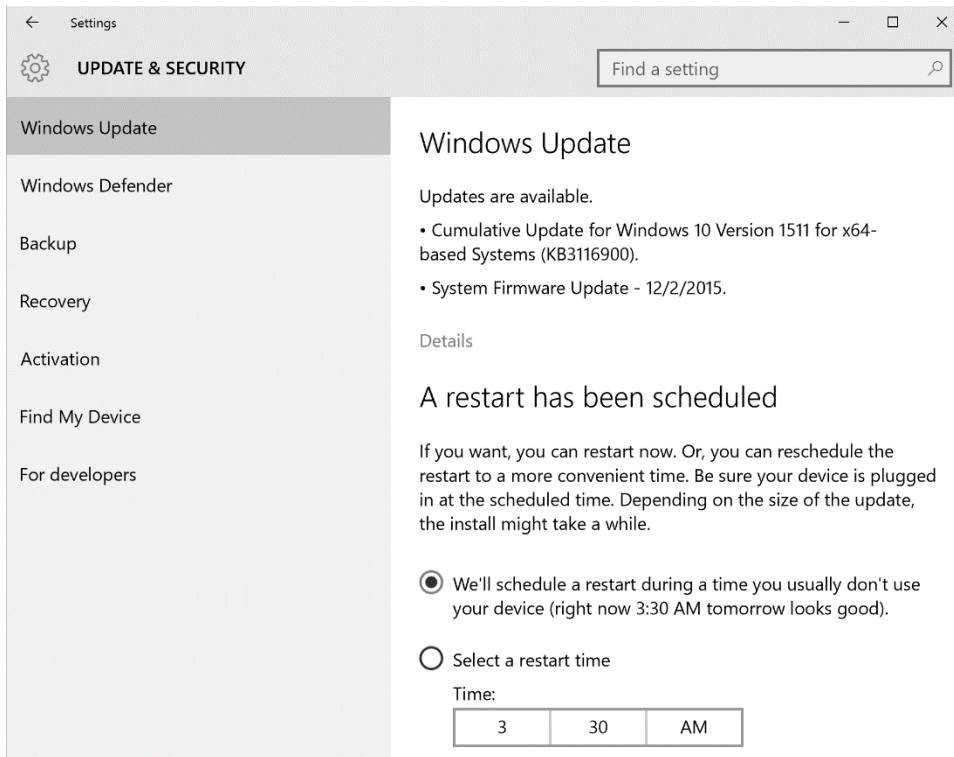 Settings
UPDATE & SECURITY
Find a setting
Windows Update
Windows Defender
Backup
Recovery
Activation
Find My Device
For developers
Windows Update
Updates are available.
• Cumulative Update for Windows 10 Version 1511 for x64-
based Systems (KB3116900).
• System Firmware Update - 12/2/2015.
Details
A restart has been scheduled
If you want, you can restart now. Or, you can reschedule the
restart to a more convenient time. Be sure your device is plugged
in at the scheduled time. Depending on the size of the update,
the install might take a while.
We'll schedule a restart during a time you usually don't use
your device (right now 3:30 AM tomorrow looks good).
Select a restart time
Time:
3 30 AM